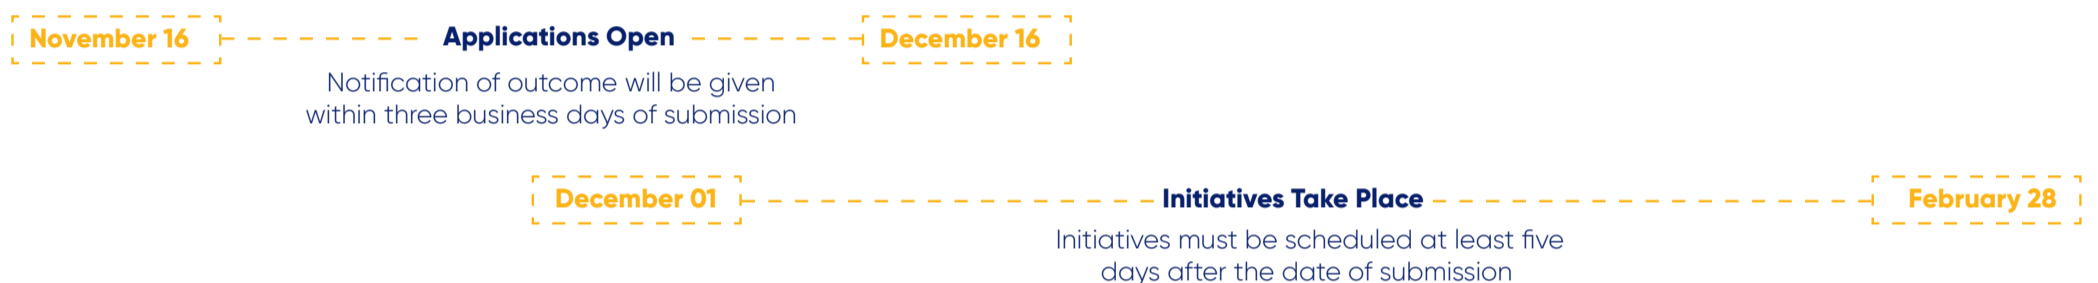 November 16 Applications Open December 16
Notification of outcome will be given
within three business days of submission
December 01 Initiatives Take Place February 28
Initiatives must be scheduled at least five
days after the date of submission